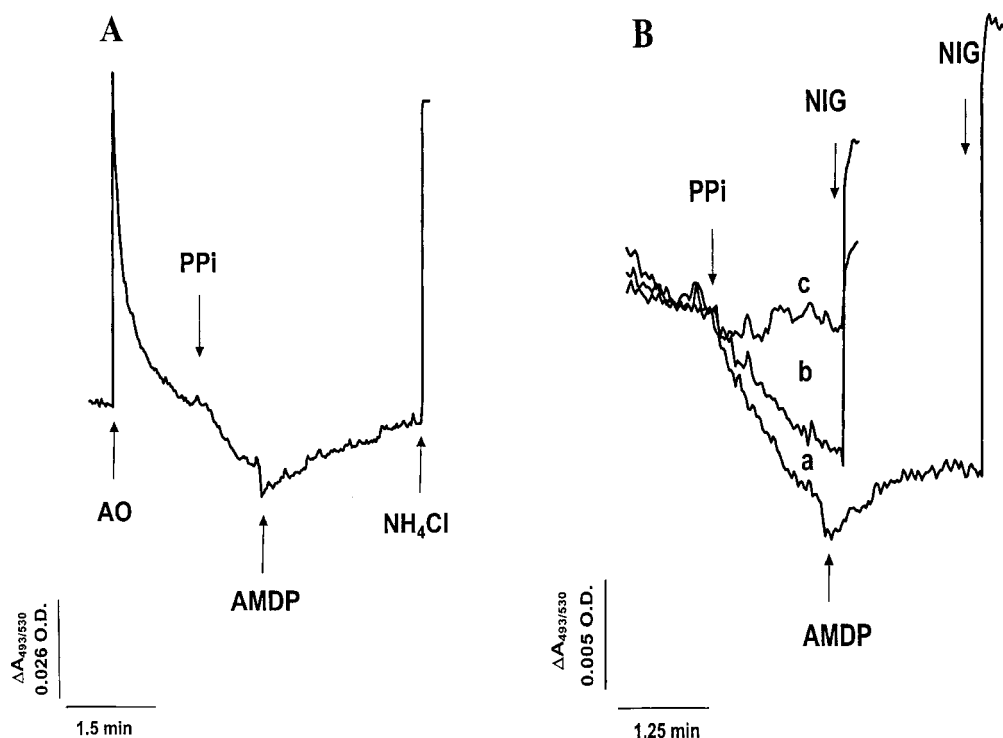 A
B
NIG
NIG
PPi
PPi
c
b
a
AO
NH₄Cl
AMDP
AMDP
ΔA493/530
0.026 O.D.
ΔA493/530
0.005 O.D.
1.5 min
1.25 min